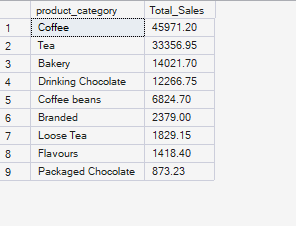 product_category Total_Sales
1 Coffee 45971.20
2 Tea 33356.95
3 Bakery 14021.70
4 Drinking Chocolate 12266.75
5 Coffee beans 6824.70
6 Branded 2379.00
7 Loose Tea 1829.15
8 Flavours 1418.40
9 Packaged Chocolate 873.23